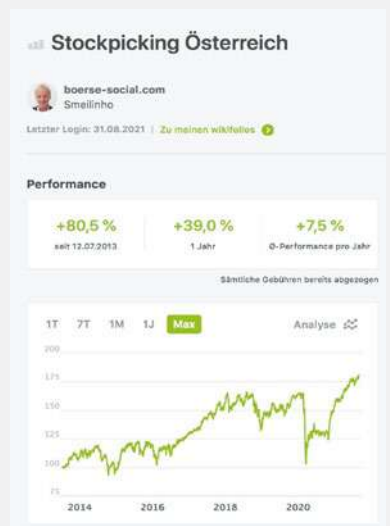 Stockpicking Österreich
boerse-social.com
Smeilinho
Letzter Login: 31.08.2021 | Zu meinen wikifolios
Performance
+80,5 % +39,0 % +7,5 %
seit 12.07.2013 1 Jahr Ø-Performance pro Jahr
Sämtliche Gebühren bereits abgezogen
1T 7T 1M 1J Max Analyse
200
175
150
125
100
75
2014 2016 2018 2020